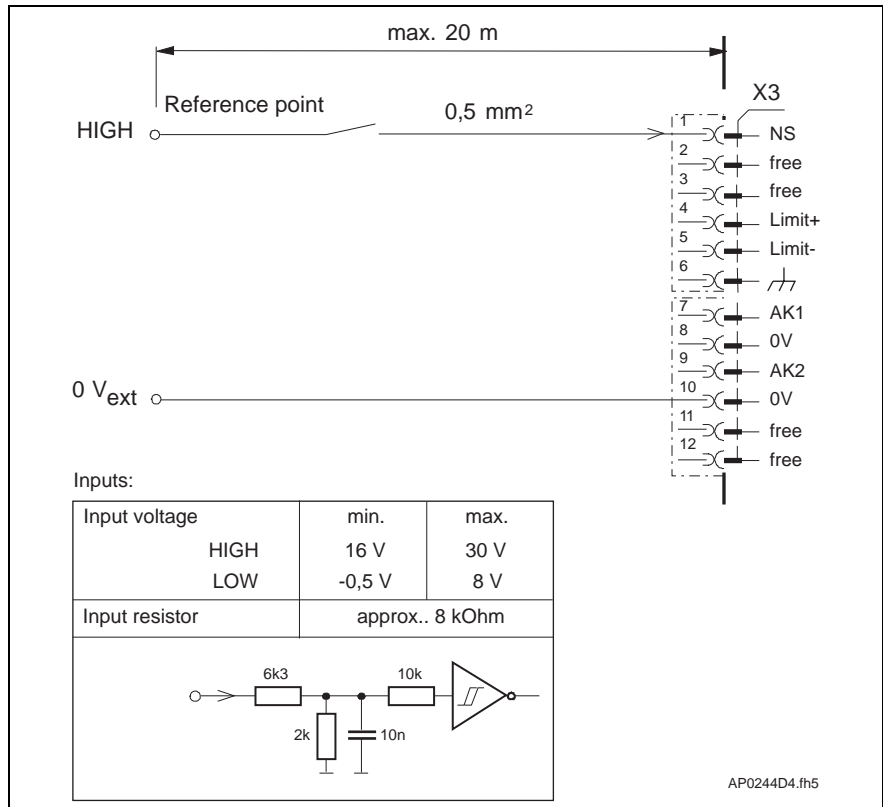 max. 20 m
X3
Reference point
0,5 mm2
HIGH
1 NS
2 free
3 free
4 Limit+
5 Limit-
6
7 AK1
8 0V
9 AK2
0 Vext
10 0V
11 free
12 free
Inputs:
Input voltage min. max.
HIGH 16 V 30 V
LOW -0,5 V 8 V
Input resistor approx.. 8 kOhm
6k3 10k
2k 10n
AP0244D4.fh5